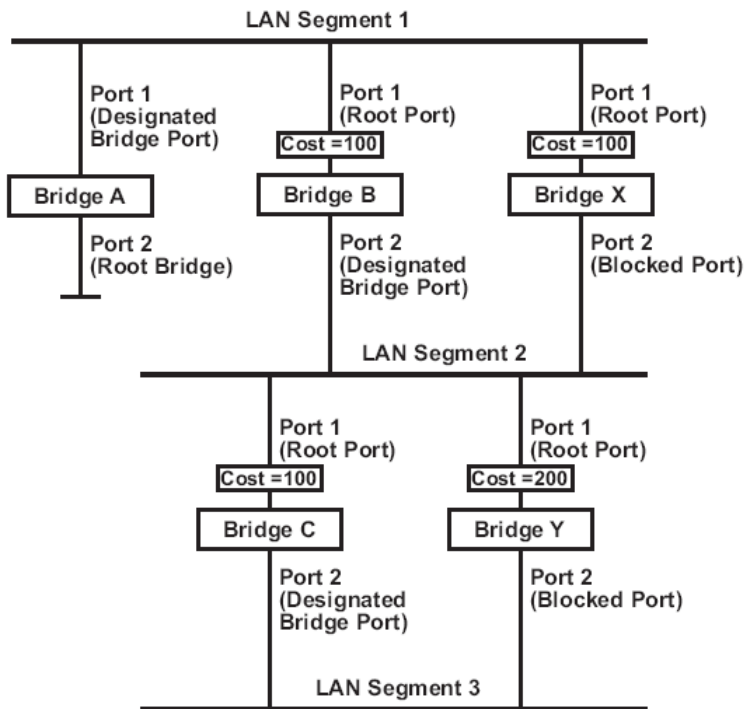 LAN Segment 1
Port 1
(Designated
Bridge Port)
Port 1
(Root Port)
Cost =100
Port 1
(Root Port)
Cost =100
Bridge A
Bridge B
Bridge X
Port 2
(Root Bridge)
Port 2
(Designated
Bridge Port)
Port 2
(Blocked Port)
LAN Segment 2
Port 1
(Root Port)
Cost =100
Port 1
(Root Port)
Cost =200
Bridge C
Bridge Y
Port 2
(Designated
Bridge Port)
Port 2
(Blocked Port)
LAN Segment 3